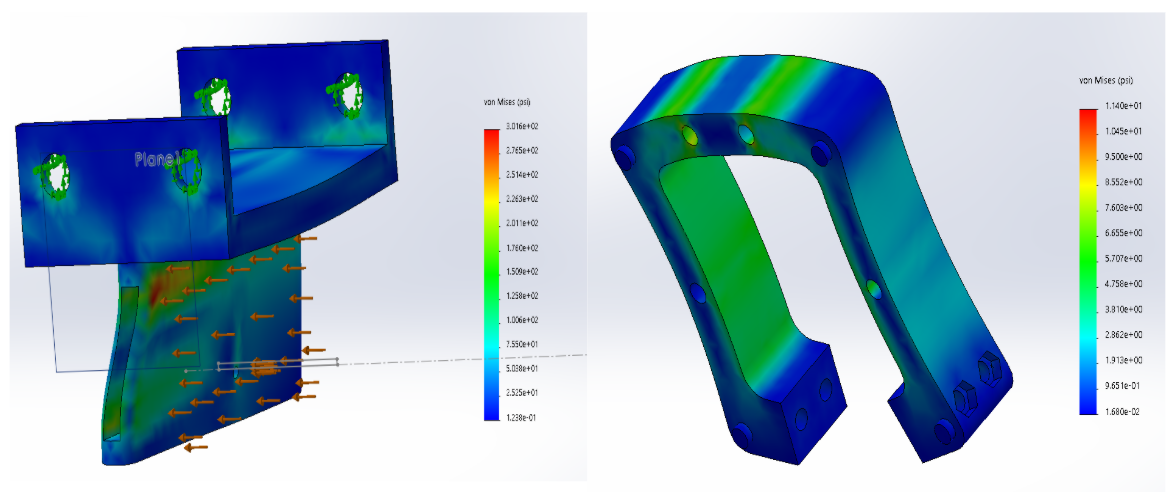 von Mises (psi)
3.016e+02
2.765e+02
2.514e+02
2.263e+02
2.011e+02
1.760e+02
1.509e+02
1.258e+02
1.006e+02
7.550e+01
5.038e+01
2.525e+01
1.238e-01
Plane1
von Mises (psi)
1.140e+01
1.045e+01
9.500e+00
8.552e+00
7.603e+00
6.655e+00
5.707e+00
4.758e+00
3.810e+00
2.862e+00
1.913e+00
9.651e-01
1.680e-02